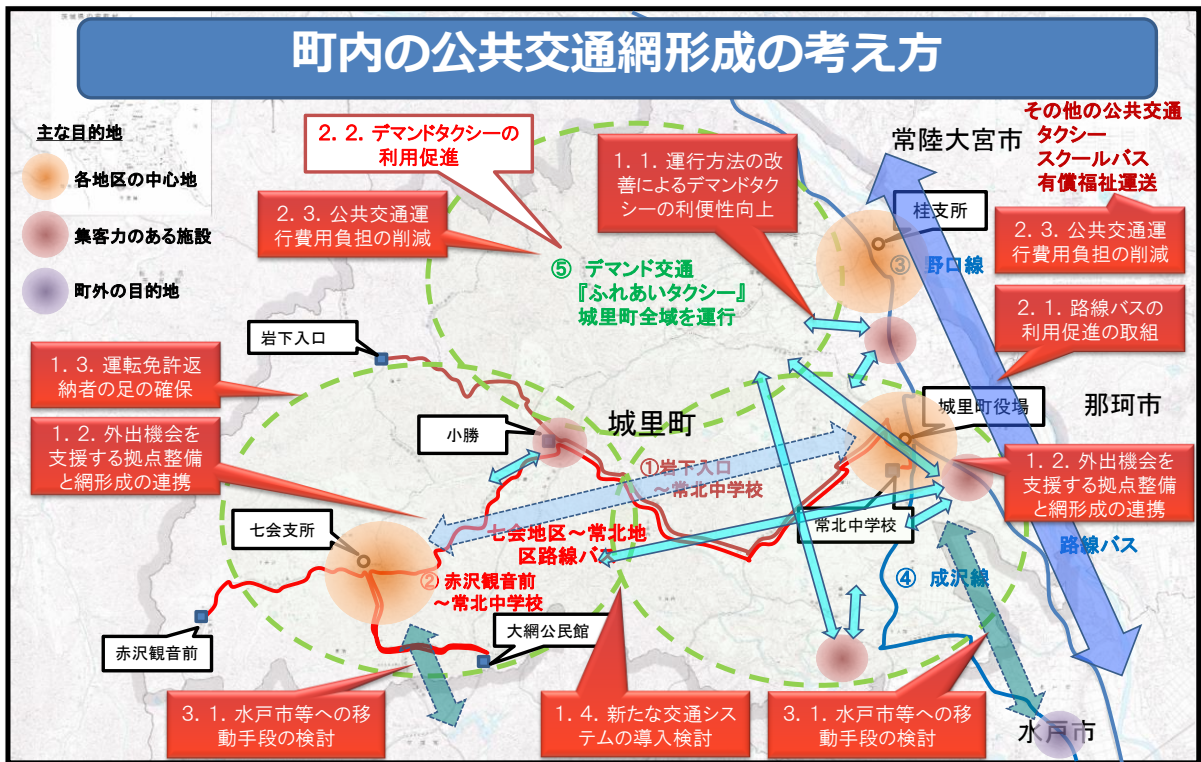 町内の公共交通網形成の考え方
主な目的地
各地区の中心地
集客力のある施設
町外の目的地
2. 2. デマンドタクシーの
利用促進
2. 3. 公共交通運
行費用負担の削減
1. 1. 運行方法の改
善によるデマンドタク
シーの利便性向上
常陸大宮市
その他の公共交通
タクシー
スクールバス
有償福祉運送
桂支所
2. 3. 公共交通運
行費用負担の削減
③ 野口線
⑤ デマンド交通
『ふれあいタクシー』
城里町全域を運行
2. 1. 路線バスの
利用促進の取組
岩下入口
1. 3. 運転免許返
納者の足の確保
城里町
城里町役場
那珂市
小勝
1. 2. 外出機会を
支援する拠点整備
と網形成の連携
①岩下入口
～常北中学校
1. 2. 外出機会を
支援する拠点整備
と網形成の連携
七会支所
七会地区～常北地
区路線バス
常北中学校
路線バス
② 赤沢観音前
～常北中学校
④ 成沢線
赤沢観音前
大網公民館
3. 1. 水戸市等への移
動手段の検討
1. 4. 新たな交通シス
テムの導入検討
3. 1. 水戸市等への移
動手段の検討
水戸市